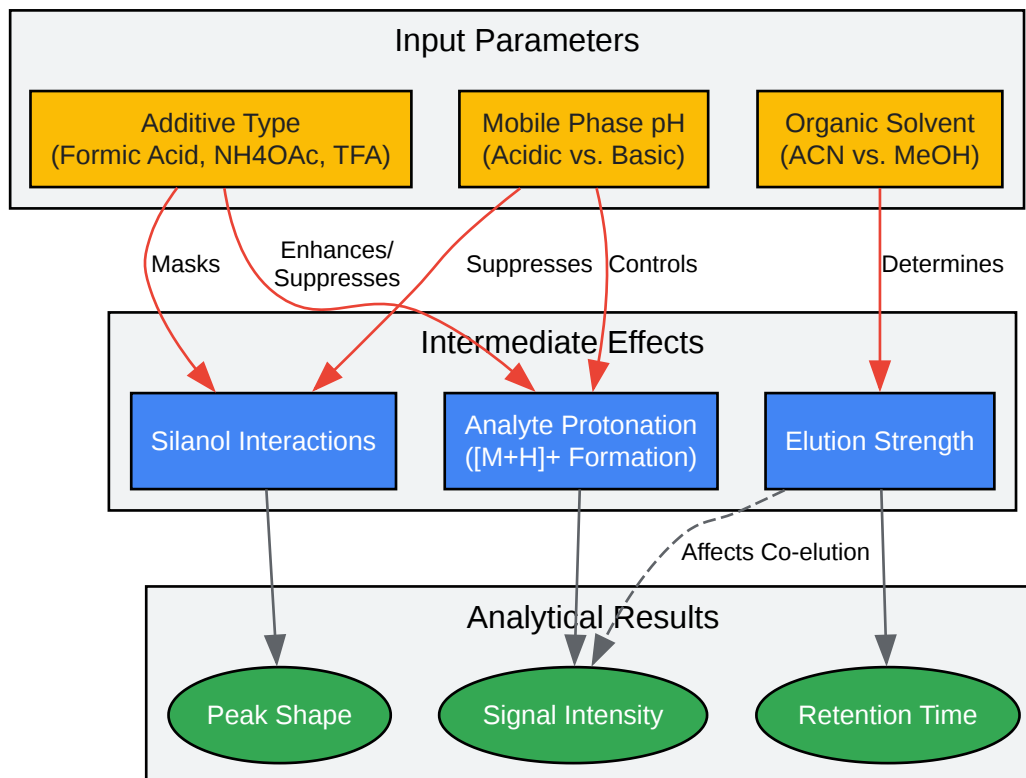 Input Parameters
Additive Type
(Formic Acid, NH4OAc, TFA)
Mobile Phase pH
(Acidic vs. Basic)
Organic Solvent
(ACN vs. MeOH)
Masks
Enhances/
Suppresses
Suppresses
Controls
Determines
Intermediate Effects
Silanol Interactions
Analyte Protonation
([M+H]+ Formation)
Elution Strength
Affects Co-elution
Analytical Results
Peak Shape
Signal Intensity
Retention Time